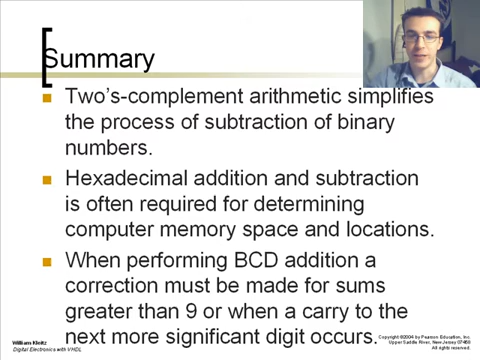 Summary
Two's-complement arithmetic simplifies
the process of subtraction of binary
numbers.
Hexadecimal addition and subtraction
is often required for determining
computer memory space and locations.
When performing BCD addition a
correction must be made for sums
greater than 9 or when a carry to the
next more significant digit occurs.
William Kleitz
Digital Electronics with VHDL
Copyright ©2004 by Pearson Education, Inc.
Upper Saddle River, New Jersey 07458
All rights reserved.